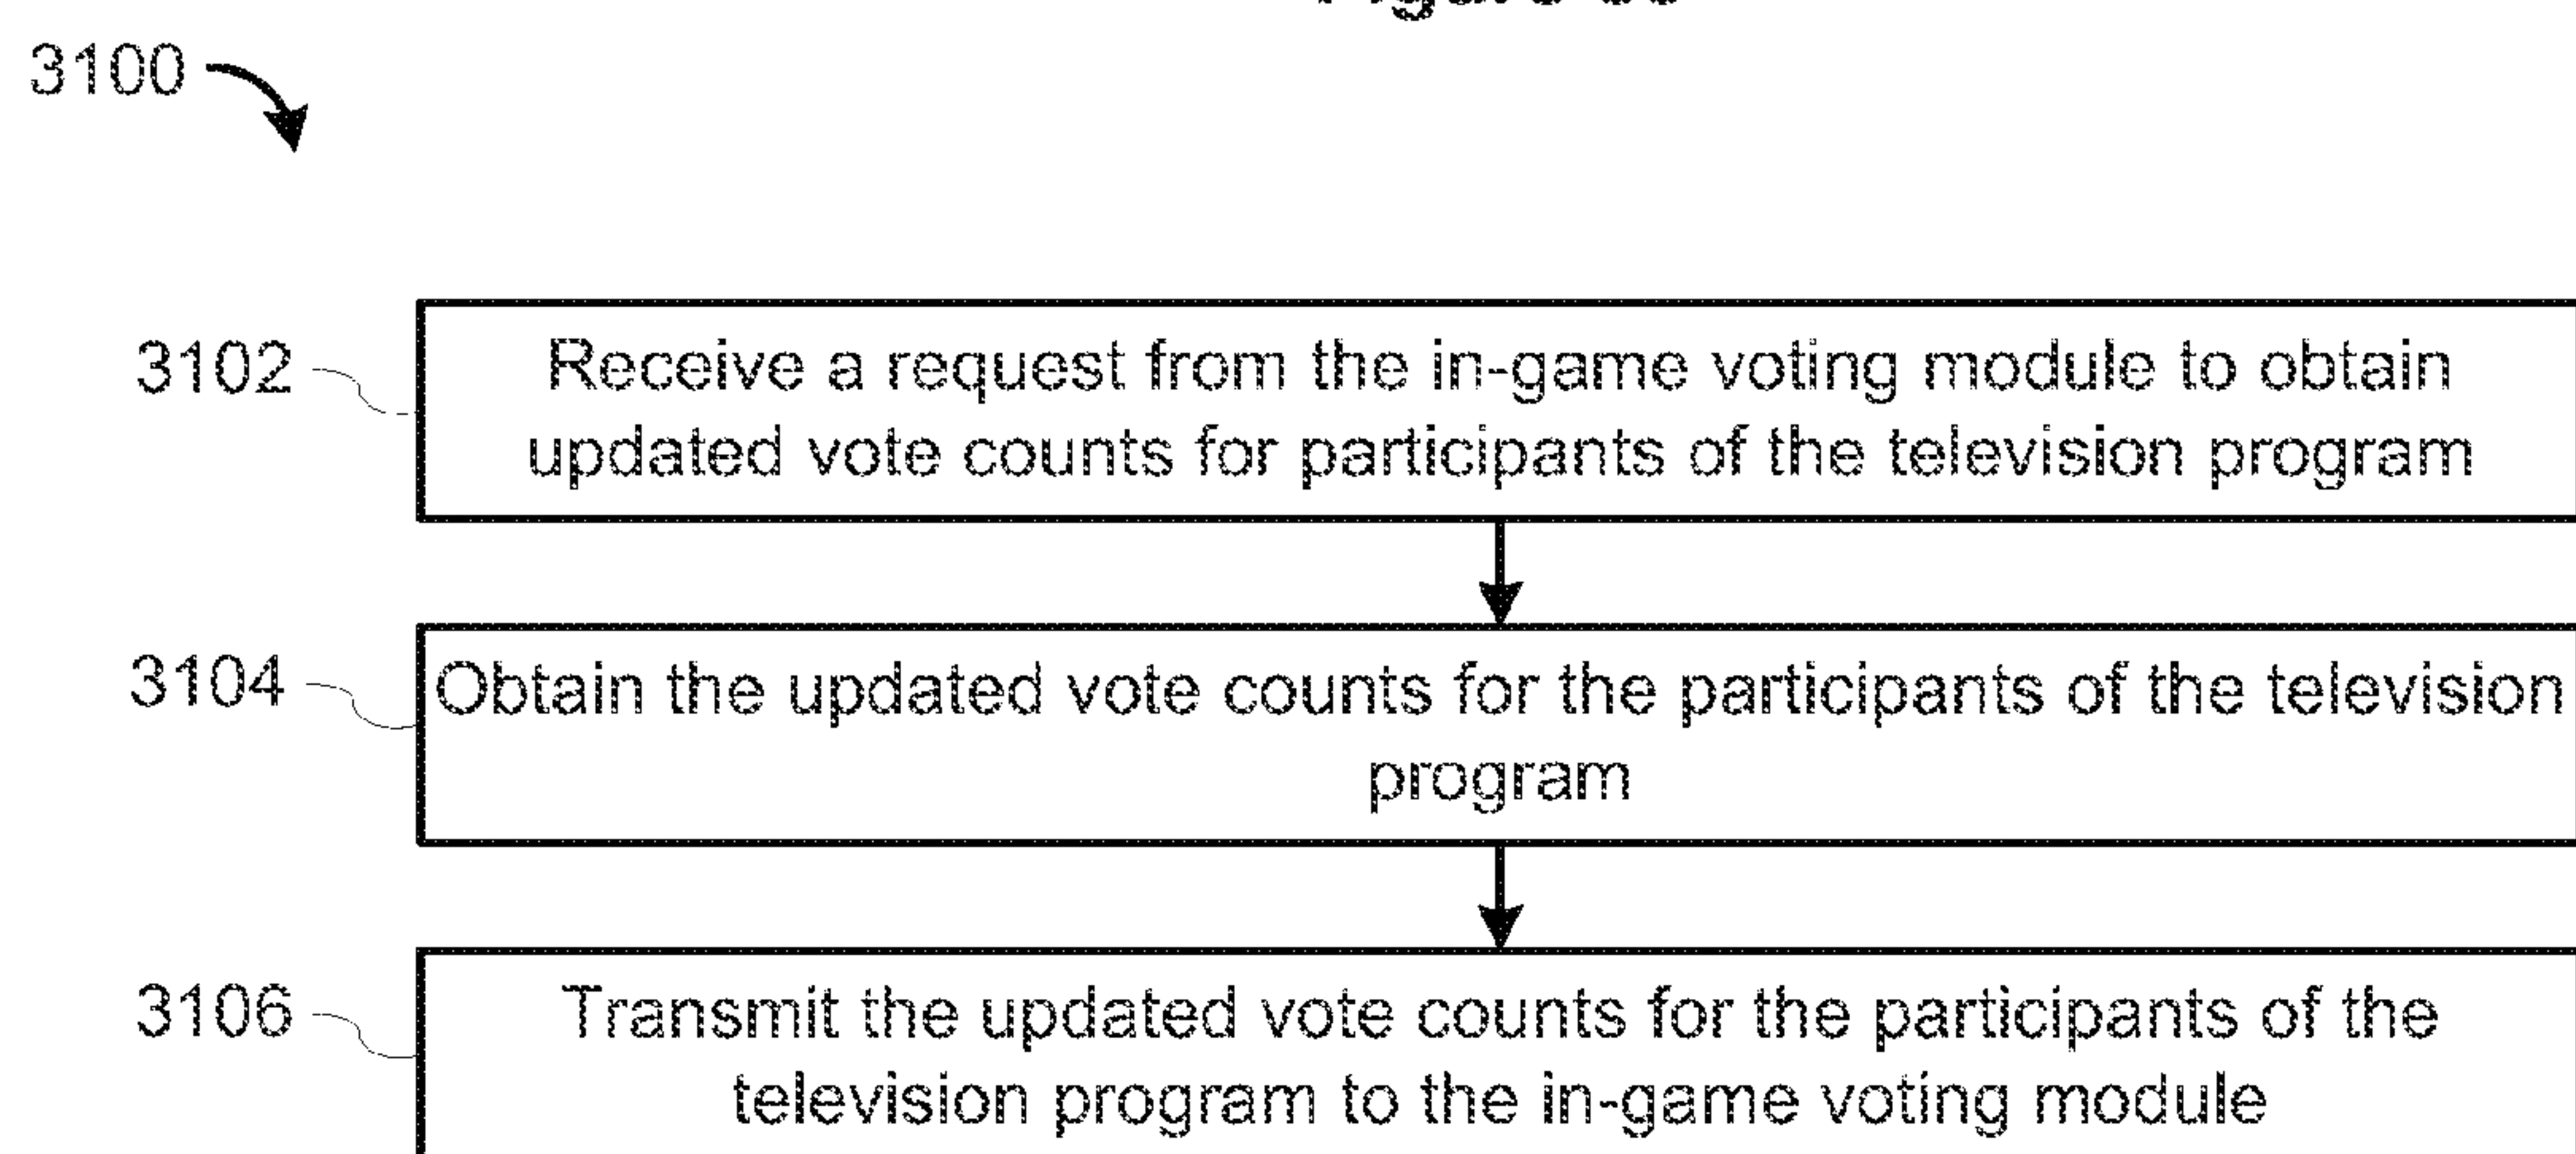 3100
3102
Receive a request from the in-game voting module to obtain
updated vote counts for participants of the television program
3104
Obtain the updated vote counts for the participants of the television
program
3106
Transmit the updated vote counts for the participants of the
television program to the in-game voting module